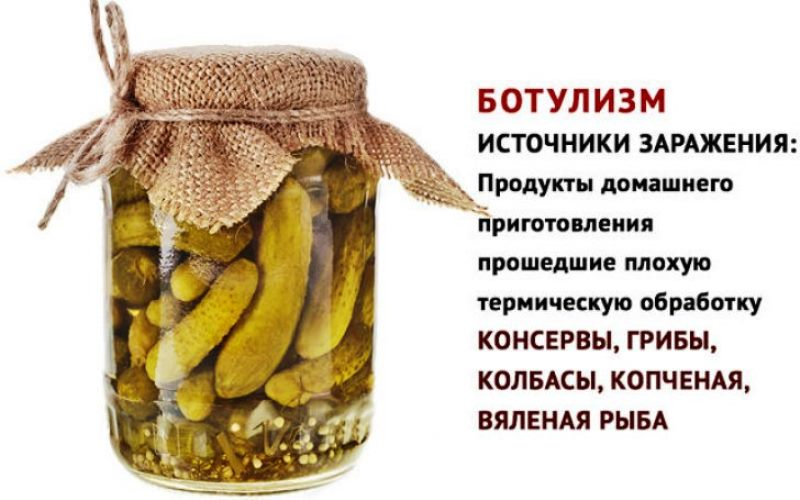 БОТУЛИЗМ
ИСТОЧНИКИ ЗАРАЖЕНИЯ:
Продукты домашнего
приготовления
прошедшие плохую
термическую обработку
КОНСЕРВЫ, ГРИБЫ,
КОЛБАСЫ, КОПЧЕНАЯ,
ВЯЛЕНАЯ РЫБА